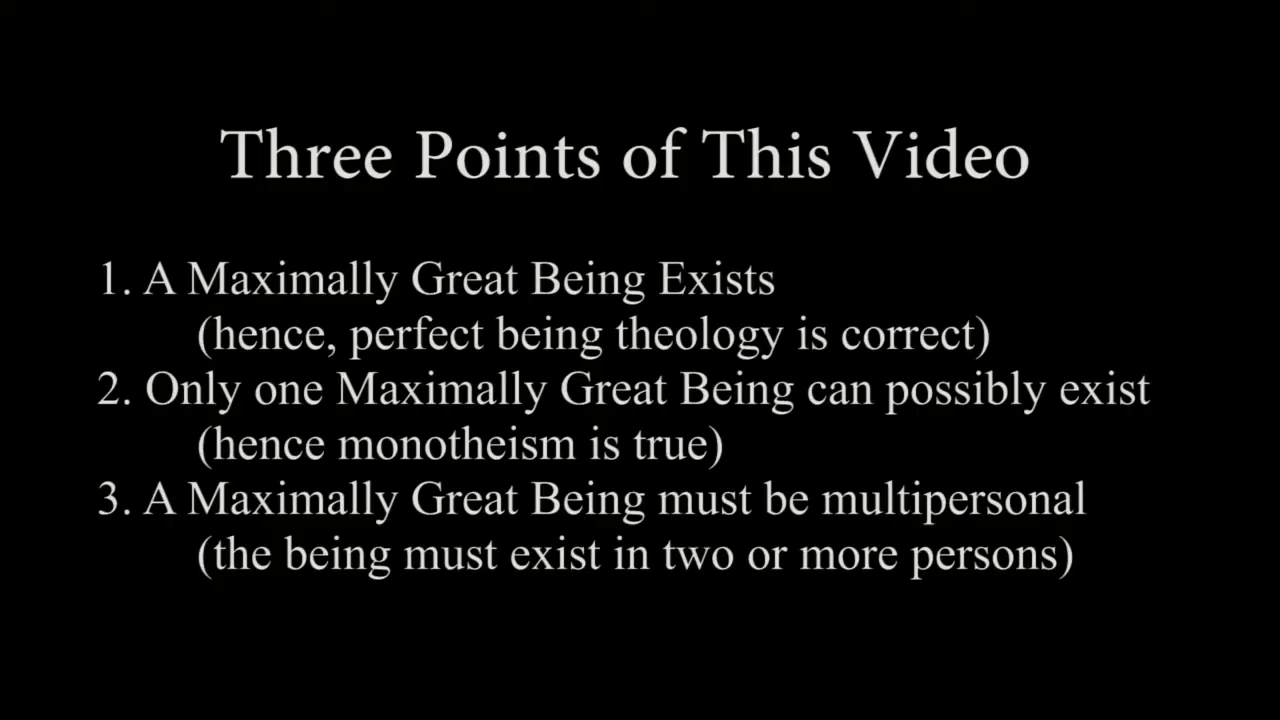 Three Points of This Video
1. A Maximally Great Being Exists
(hence, perfect being theology is correct)
2. Only one Maximally Great Being can possibly exist
(hence monotheism is true)
3. A Maximally Great Being must be multipersonal
(the being must exist in two or more persons)